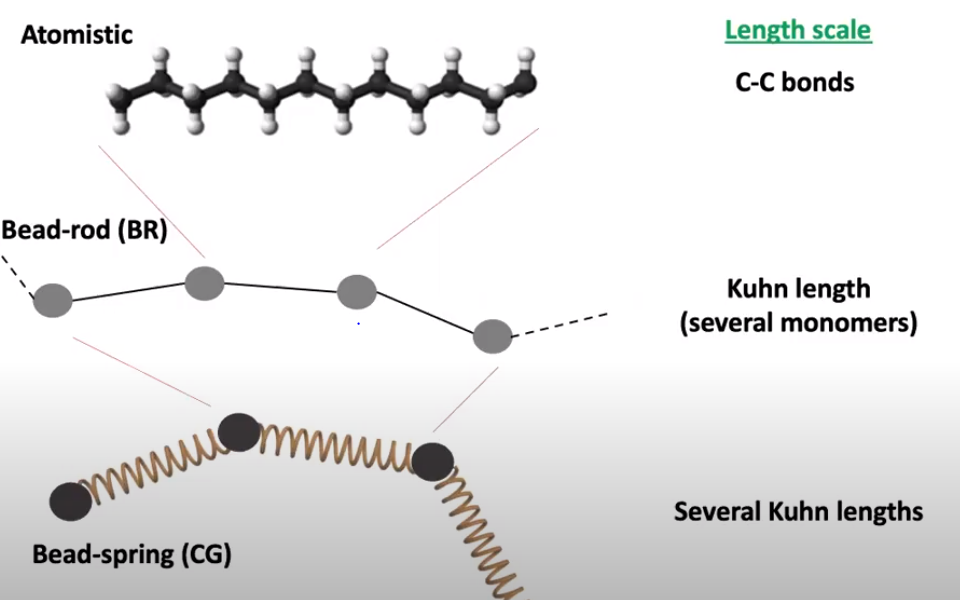 Atomistic
Length scale
C-C bonds
Bead-rod (BR)
Kuhn length
(several monomers)
Several Kuhn lengths
Bead-spring (CG)